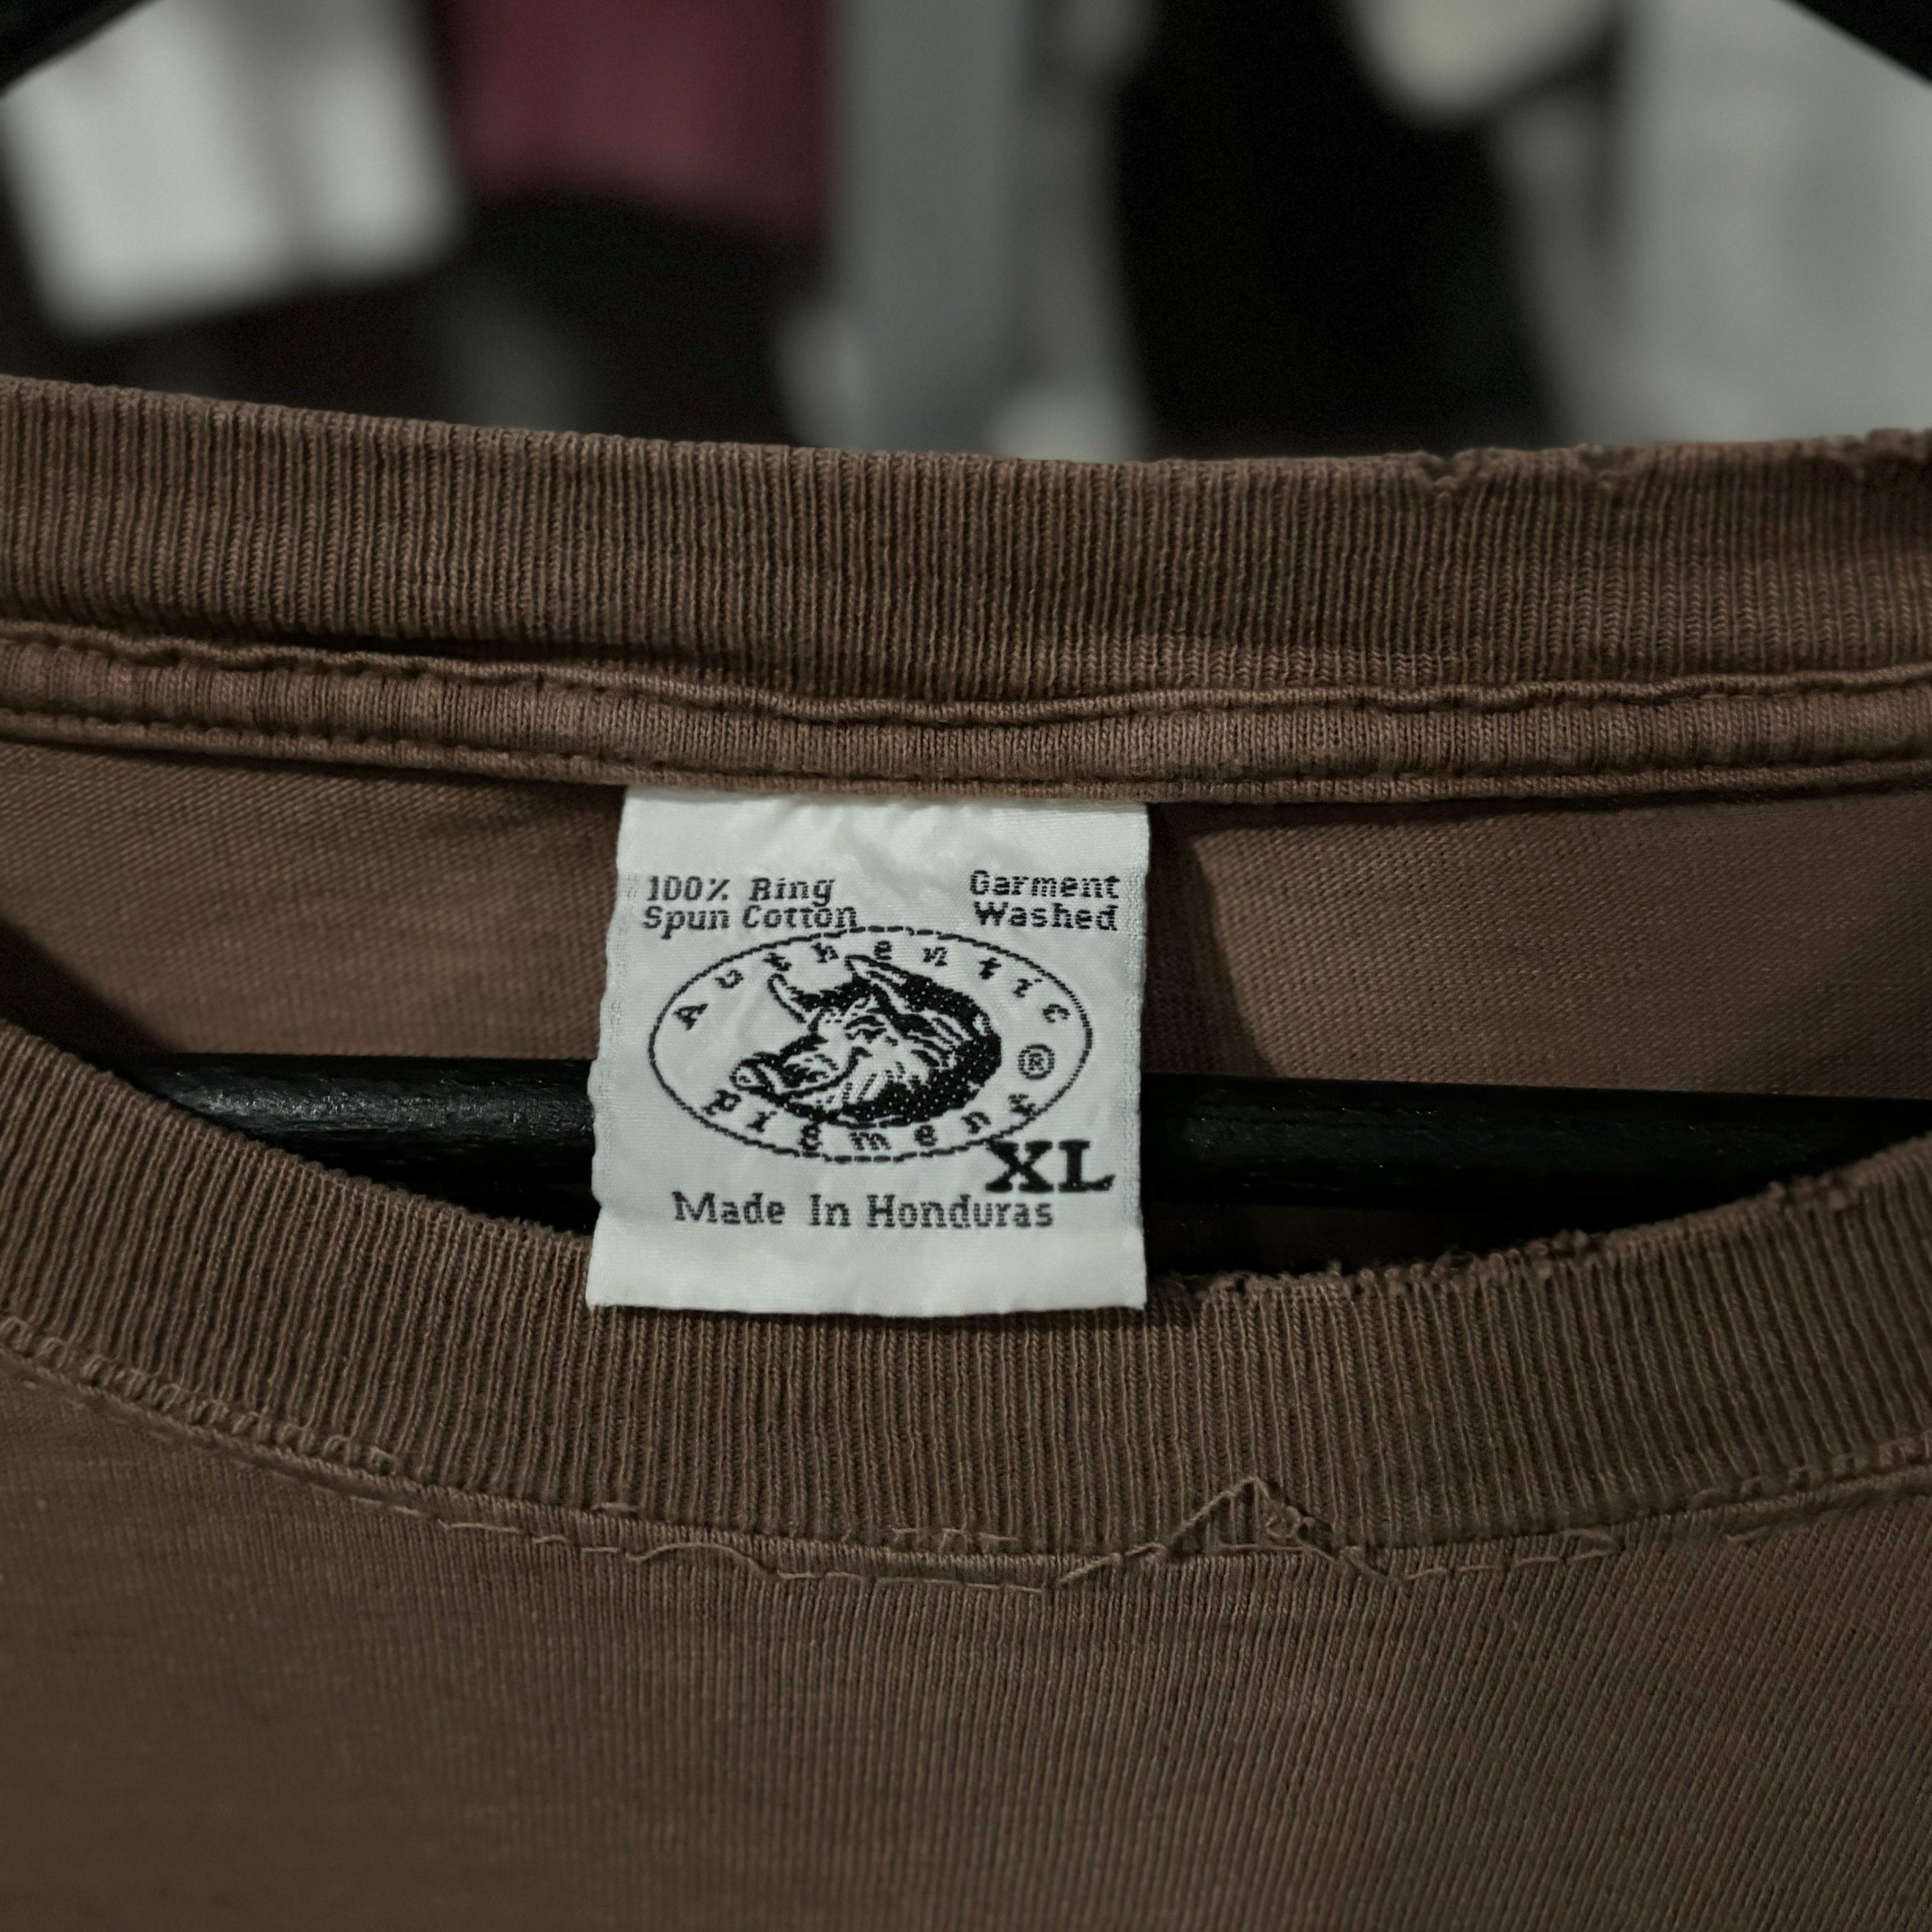 100% Ring
Spun Cotton
Garment
Washed
Authentic
Pigment
®
XL
Made In Honduras